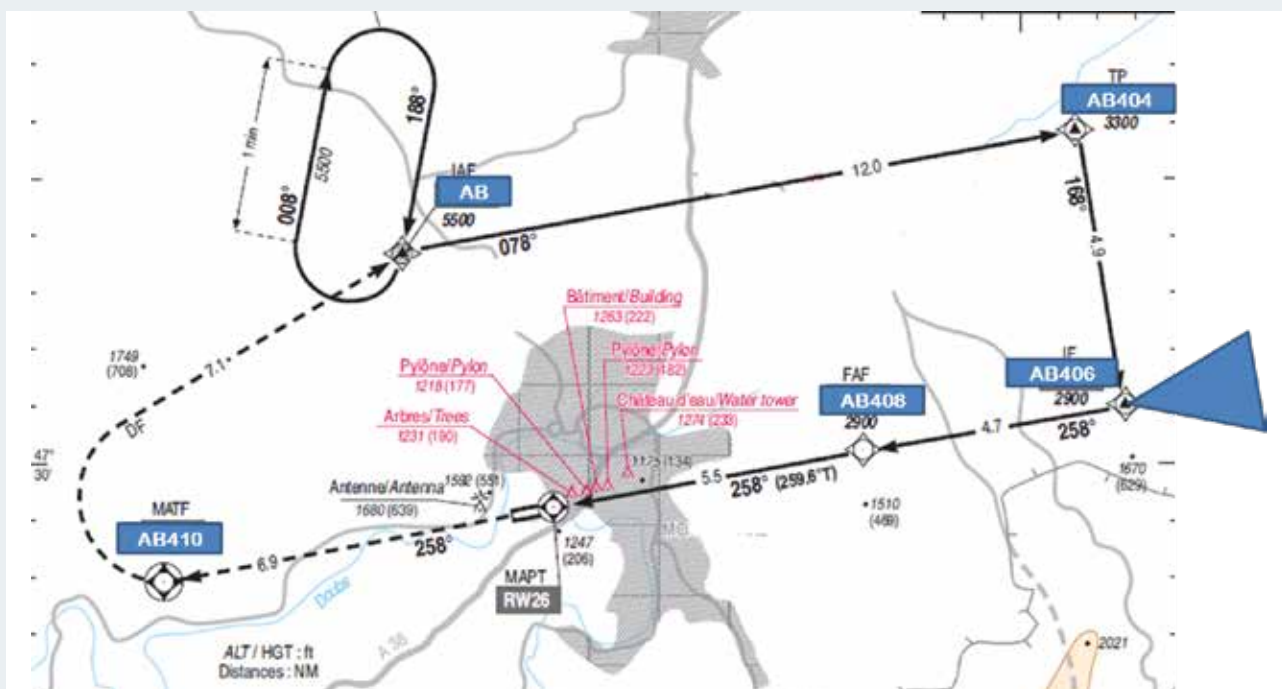 TP
AB404
3300
188°
1 min
5500
008°
IAF
AB
5500
12.0
168°
078°
4.9
Bâtiment/Building
1263 (222)
1749
(708)
7.1
Pylône/Pylon
1218 (177)
Pylône/Pylon
1223 (182)
IF
AB406
2900
FAF
AB408
2900
Château d'eau/Water tower
1274 (233)
Arbres/Trees
1231 (190)
4.7
258°
DF
47°
30'
5.5
258° (259.6°T)
1670
(629)
Antenne/Antenna
1680 (639)
1510
(469)
MATF
AB410
258°
6.9
1247
(206)
MAPT
RW26
Doubs
A 36
ALT / HGT : ft
Distances : NM
2021